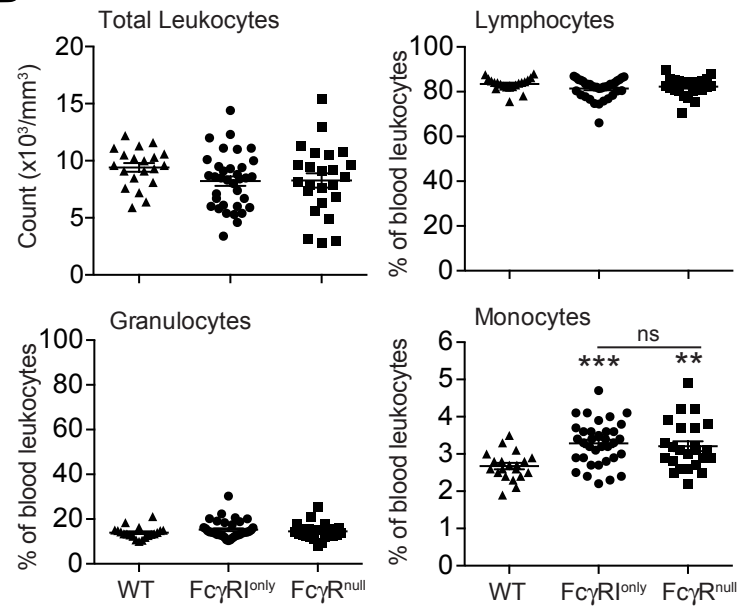 Total Leukocytes
Count (x10³/mm³)
20
15
10
5
0
Lymphocytes
% of blood leukocytes
100
80
60
40
20
0
Granulocytes
% of blood leukocytes
100
80
60
40
20
0
WT FcγRIᵒⁿˡʸ FcγRⁿᵘˡˡ
Monocytes
% of blood leukocytes
6
5
4
3
2
1
0
ns
*** **
WT FcγRIᵒⁿˡʸ FcγRⁿᵘˡˡ